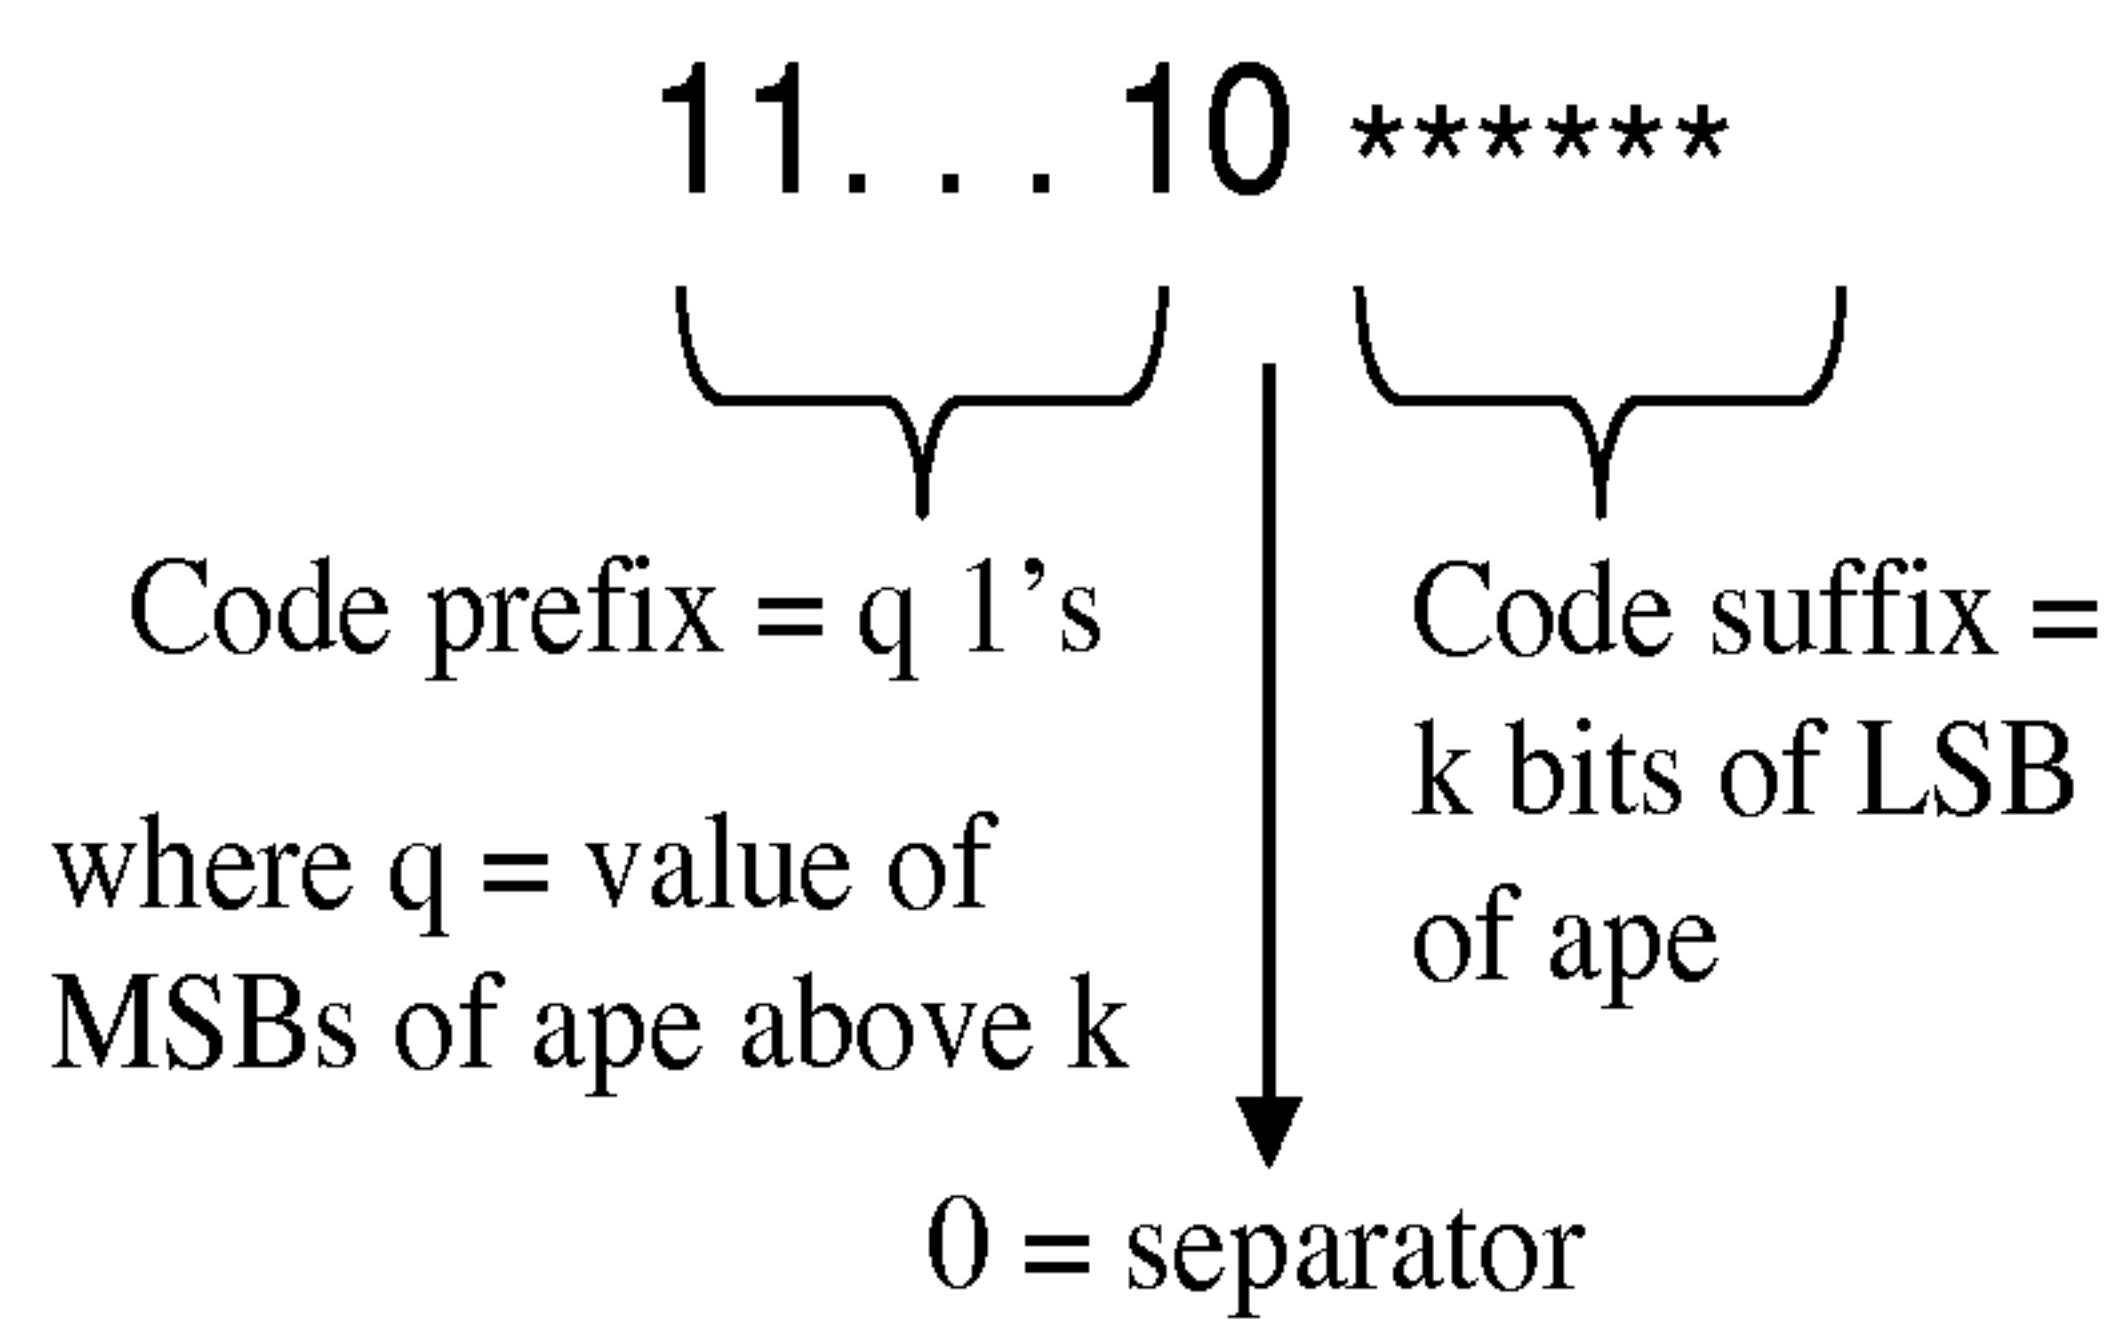 11. . . 10 ******
Code prefix = q 1’s
where q = value of
MSBs of ape above k
Code suffix =
k bits of LSB
of ape
0 = separator